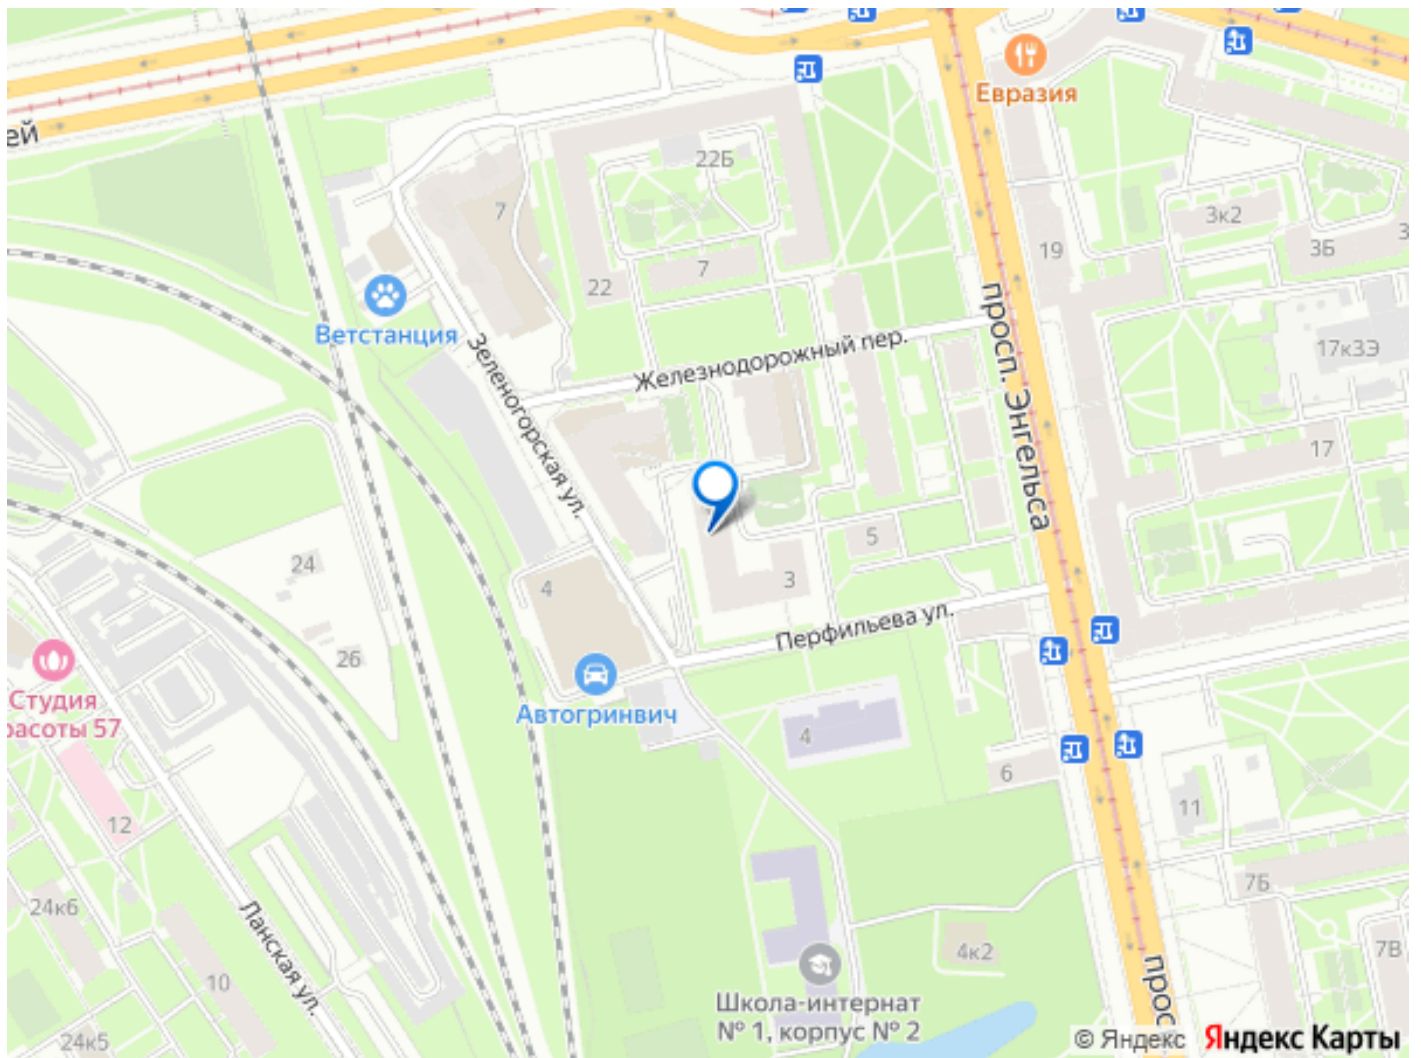 ей
Евразия
22Б
7
3к2
19
3Б
3
7
22
Ветстанция
просп. Энгельса
Зеленогорская ул.
Железнодорожный пер.
17к3Э
17
5
24
4
3
Перфильева ул.
26
Студия
расоты 57
Автогринвич
4
6
11
12
7Б
24к6
Ланская ул.
10
4к2
7В
Школа-интернат
№ 1, корпус № 2
прос
24к5
© Яндекс Яндекс Карты